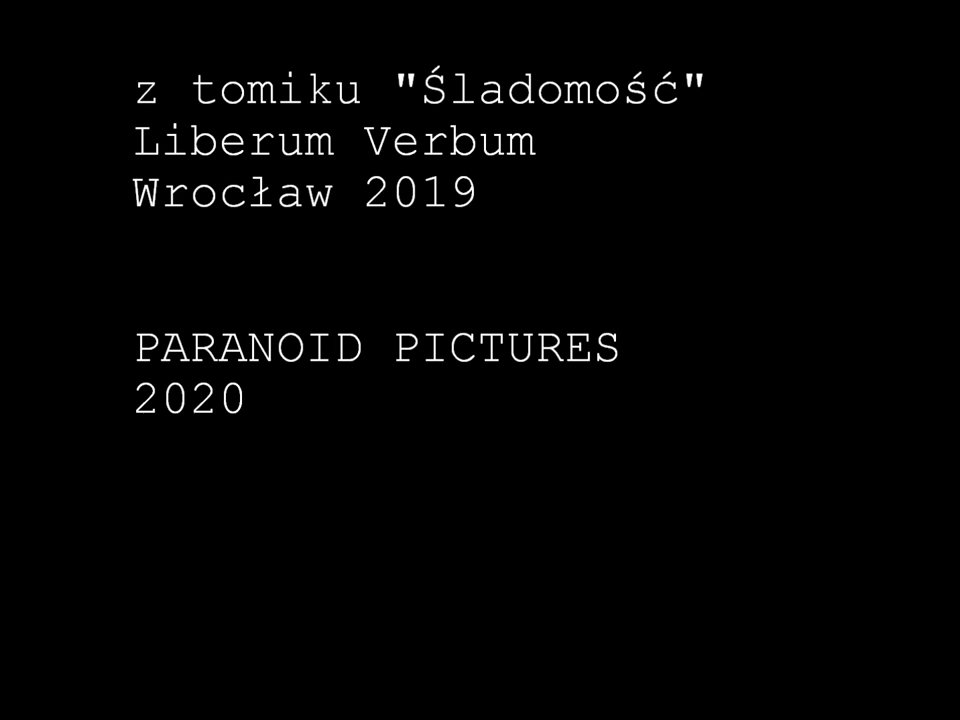 z tomiku "Śladomość"
Liberum Verbum
Wrocław 2019
PARANOID PICTURES
2020